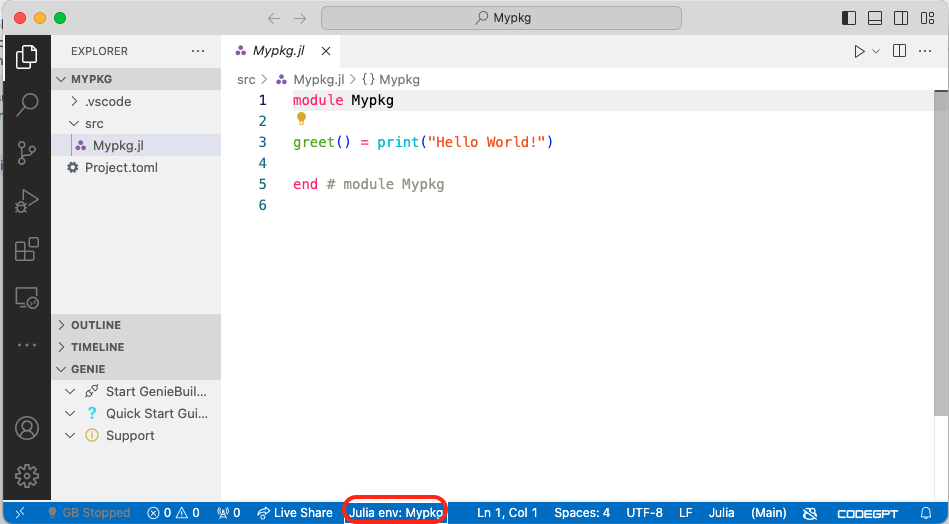 Mypkg
EXPLORER
MYPKG
.vscode
src
Mypkg.jl
Project.toml
OUTLINE
TIMELINE
GENIE
Start GenieBuil...
Quick Start Gui...
Support
Mypkg.jl
src > Mypkg.jl > {} Mypkg
1 module Mypkg
2
3 greet() = print("Hello World!")
4
5 end # module Mypkg
6
GB Stopped 0 0 0 Live Share Julia env: Mypkg Ln 1, Col 1 Spaces: 4 UTF-8 LF Julia (Main) CODEGPT